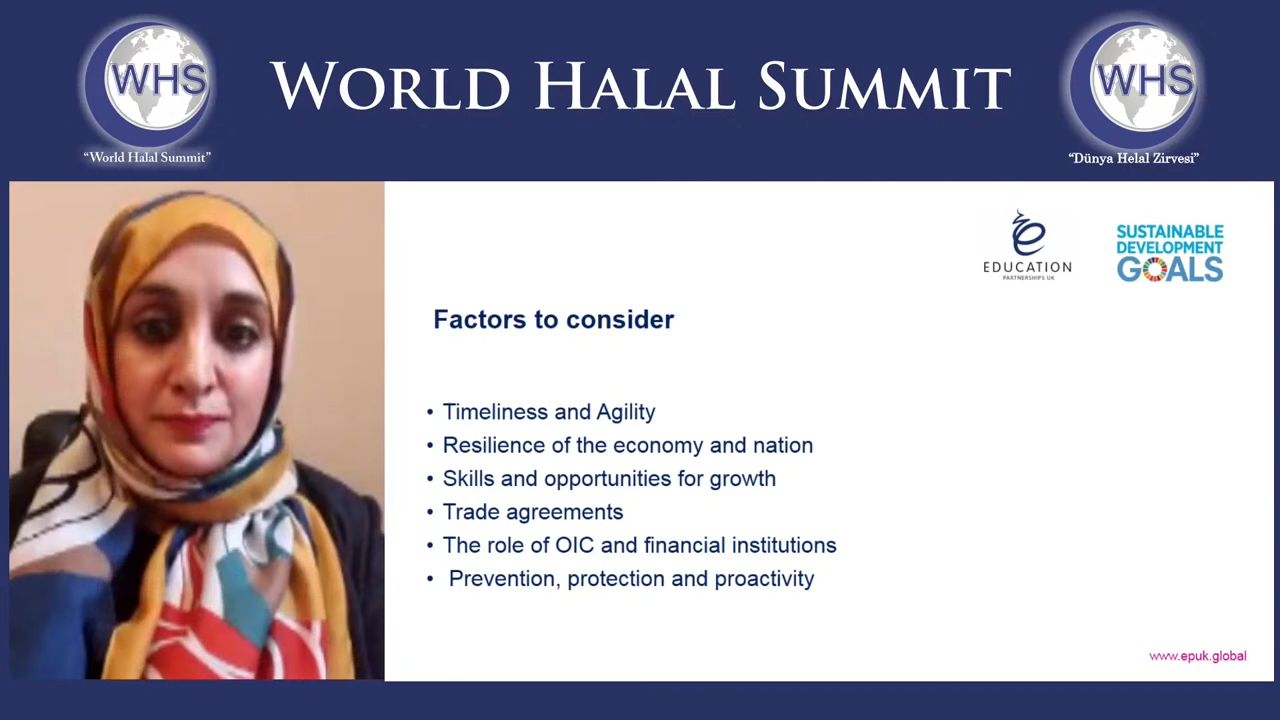 WHS
"World Halal Summit"
WORLD HALAL SUMMIT
WHS
"Dünya Helal Zirvesi"
EDUCATION
PARTNERSHIPS UK
SUSTAINABLE
DEVELOPMENT
GOALS
Factors to consider
• Timeliness and Agility
• Resilience of the economy and nation
• Skills and opportunities for growth
• Trade agreements
• The role of OIC and financial institutions
• Prevention, protection and proactivity
www.epuk.global